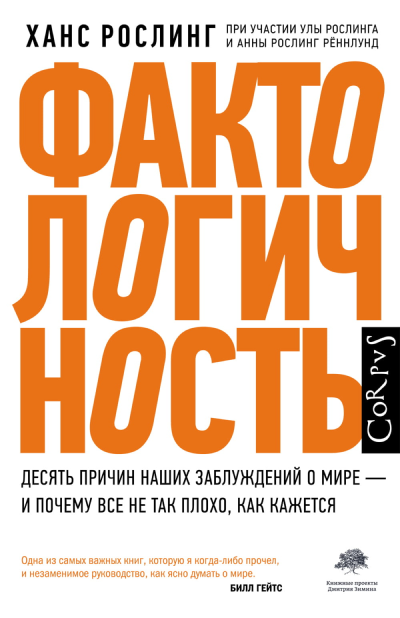 ХАНС РОСЛИНГ
ПРИ УЧАСТИИ УЛЫ РОСЛИНГА
И АННЫ РОСЛИНГ РЁННЛУНД
ФАКТО
ЛОГИЧ
НОСТЬ
CORPVS
ДЕСЯТЬ ПРИЧИН НАШИХ ЗАБЛУЖДЕНИЙ О МИРЕ —
И ПОЧЕМУ ВСЕ НЕ ТАК ПЛОХО, КАК КАЖЕТСЯ
Одна из самых важных книг, которую я когда-либо прочел,
и незаменимое руководство, как ясно думать о мире.
БИЛЛ ГЕЙТС
Книжные проекты
Дмитрия Зимина